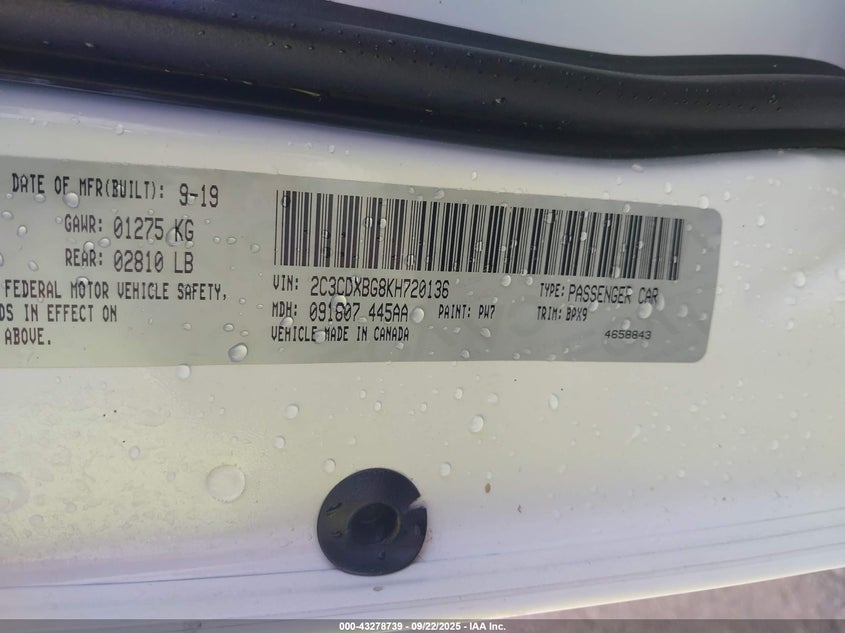 DATE OF MFR(BUILT): 9-19
GAWR: 01275 KG
REAR: 02810 LB
FEDERAL MOTOR VEHICLE SAFETY,
DS IN EFFECT ON
ABOVE.
VIN: 2C3CDXBG8KH720136 TYPE: PASSENGER CAR
MDH: 091607 445AA PAINT: PW7 TRIM: BPX9
VEHICLE MADE IN CANADA 4658843
000-43278739 - 09/22/2025 - IAA Inc.